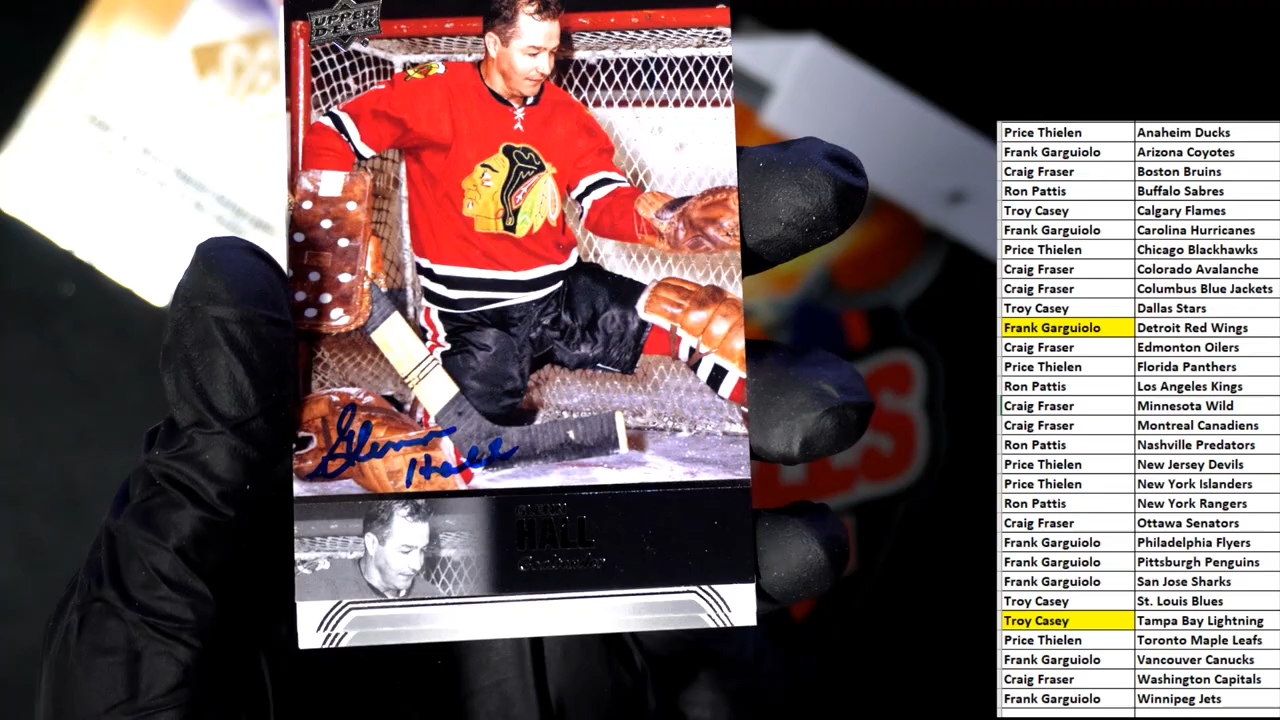 UPPER
DECK
Glenn
Hall
GLENN
HALL
Goaltender
Price Thielen Anaheim Ducks
Frank Garguiolo Arizona Coyotes
Craig Fraser Boston Bruins
Ron Pattis Buffalo Sabres
Troy Casey Calgary Flames
Frank Garguiolo Carolina Hurricanes
Price Thielen Chicago Blackhawks
Craig Fraser Colorado Avalanche
Craig Fraser Columbus Blue Jackets
Troy Casey Dallas Stars
Frank Garguiolo Detroit Red Wings
Craig Fraser Edmonton Oilers
Price Thielen Florida Panthers
Ron Pattis Los Angeles Kings
Craig Fraser Minnesota Wild
Craig Fraser Montreal Canadiens
Ron Pattis Nashville Predators
Price Thielen New Jersey Devils
Price Thielen New York Islanders
Ron Pattis New York Rangers
Craig Fraser Ottawa Senators
Frank Garguiolo Philadelphia Flyers
Frank Garguiolo Pittsburgh Penguins
Frank Garguiolo San Jose Sharks
Troy Casey St. Louis Blues
Troy Casey Tampa Bay Lightning
Price Thielen Toronto Maple Leafs
Frank Garguiolo Vancouver Canucks
Craig Fraser Washington Capitals
Frank Garguiolo Winnipeg Jets